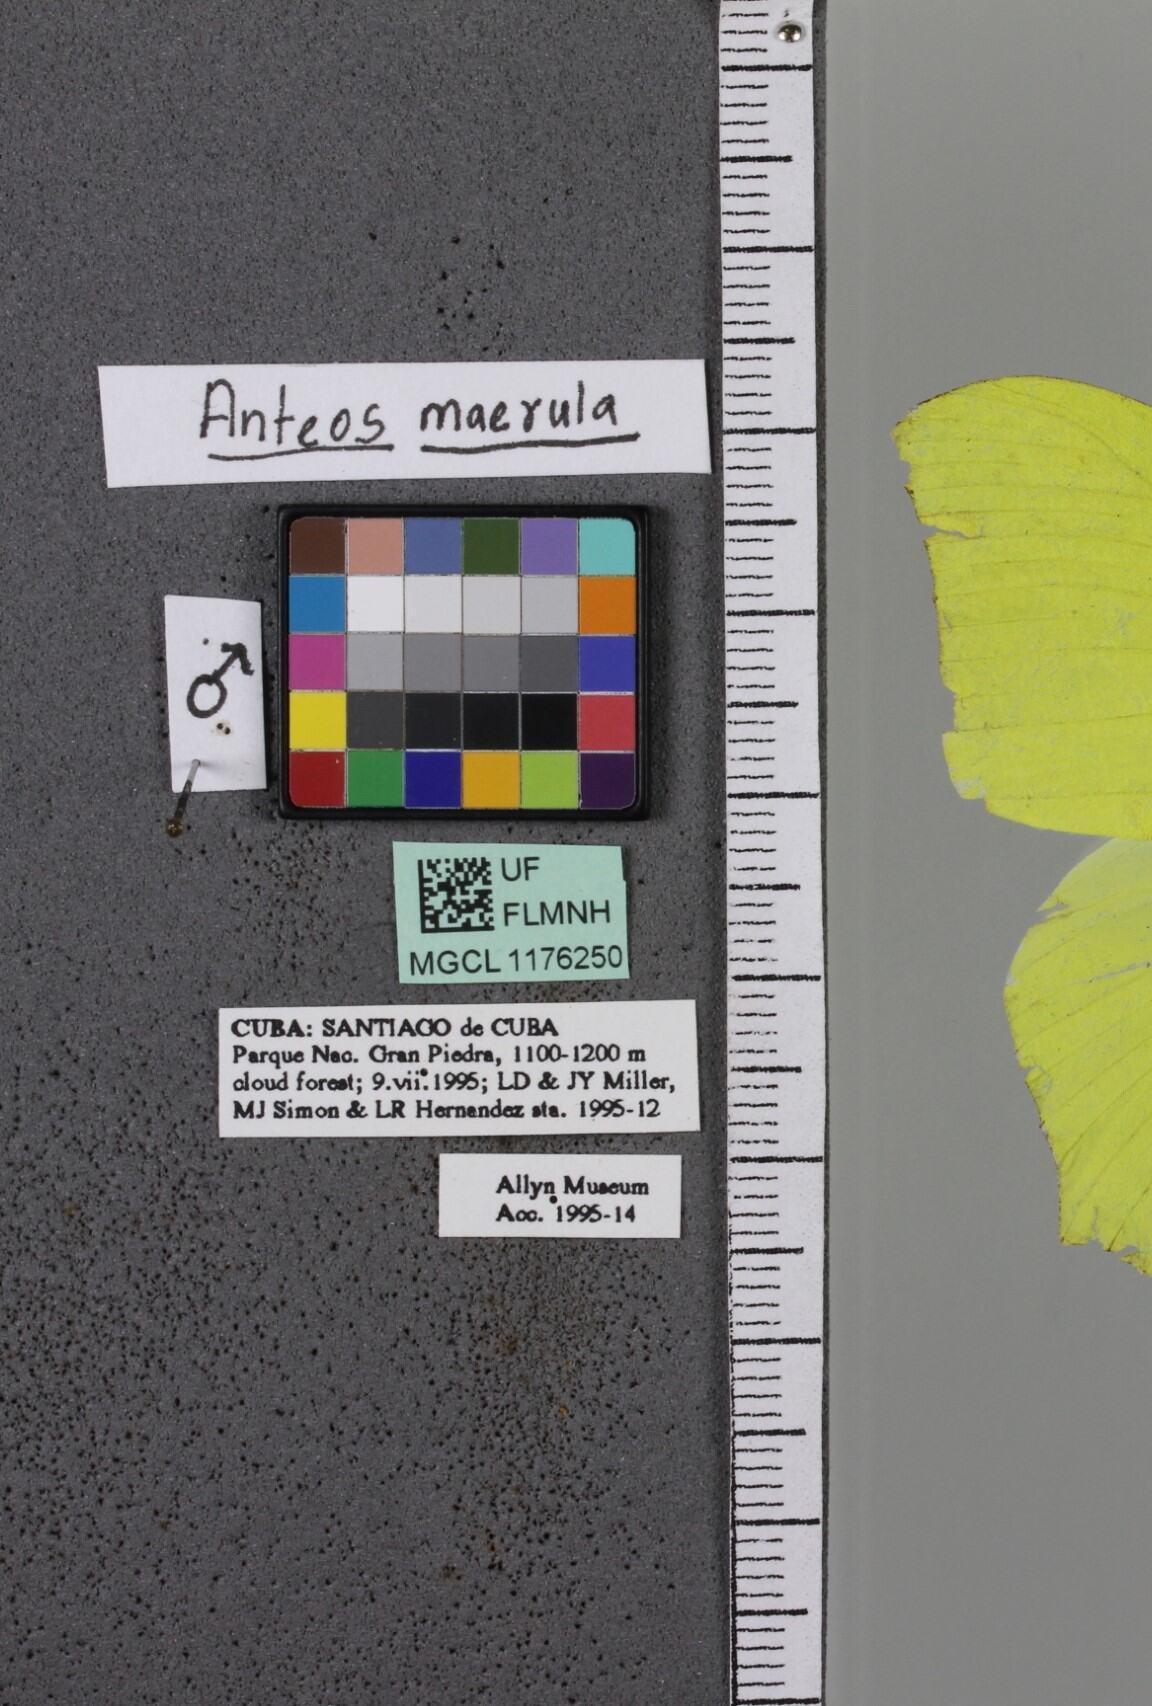 Anteos maerula
♂
UF
FLMNH
MGCL 1176250
CUBA: SANTIAGO de CUBA
Parque Nac. Gran Piedra, 1100-1200 m
cloud forest; 9.vii.1995; LD & JY Miller,
MJ Simon & LR Hernandez sta. 1995-12
Allyn Museum
Acc. 1995-14